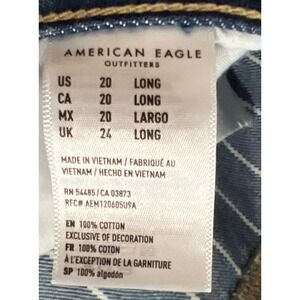 AMERICAN EAGLE
OUTFITTERS
US 20 LONG
CA 20 LONG
MX 20 LARGO
UK 24 LONG
MADE IN VIETNAM / FABRIQUÉ AU
VIETNAM / HECHO EN VIETNAM
RN 54485/CA 03873
RFC# AEM120605U9A
EN 100% COTTON
EXCLUSIVE OF DECORATION
FR 100% COTON
À L'EXCEPTION DE LA GARNITURE
SP 100% algodón